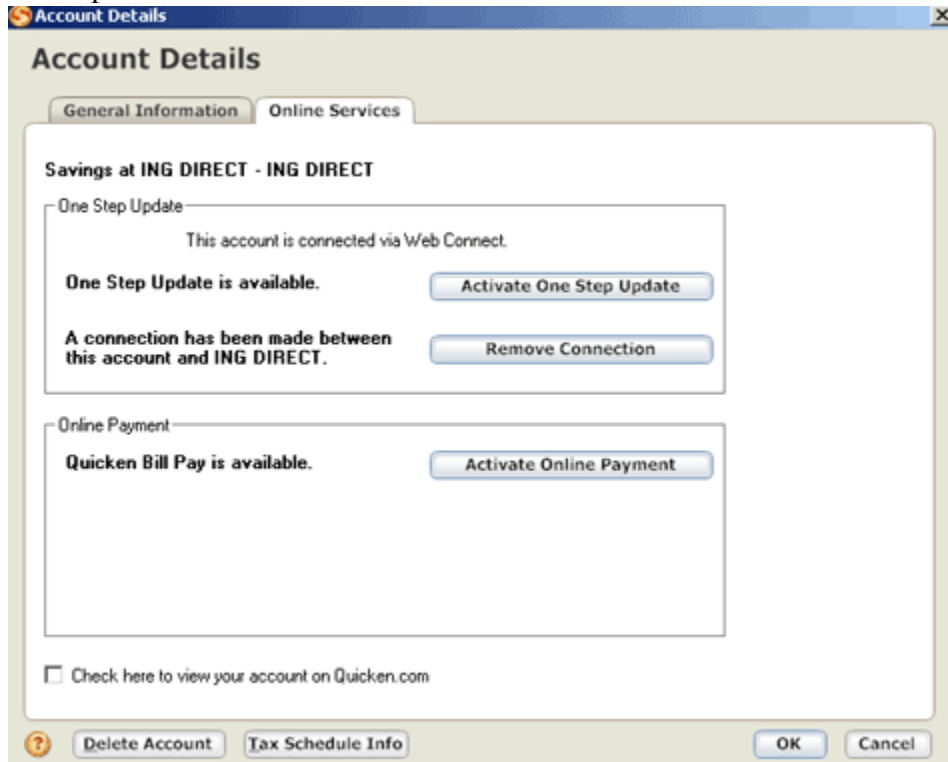 Account Details
Account Details
General Information
Online Services
Savings at ING DIRECT - ING DIRECT
One Step Update
This account is connected via Web Connect.
One Step Update is available.
Activate One Step Update
A connection has been made between
this account and ING DIRECT.
Remove Connection
Online Payment
Quicken Bill Pay is available.
Activate Online Payment
Check here to view your account on Quicken.com
? Delete Account Tax Schedule Info OK Cancel